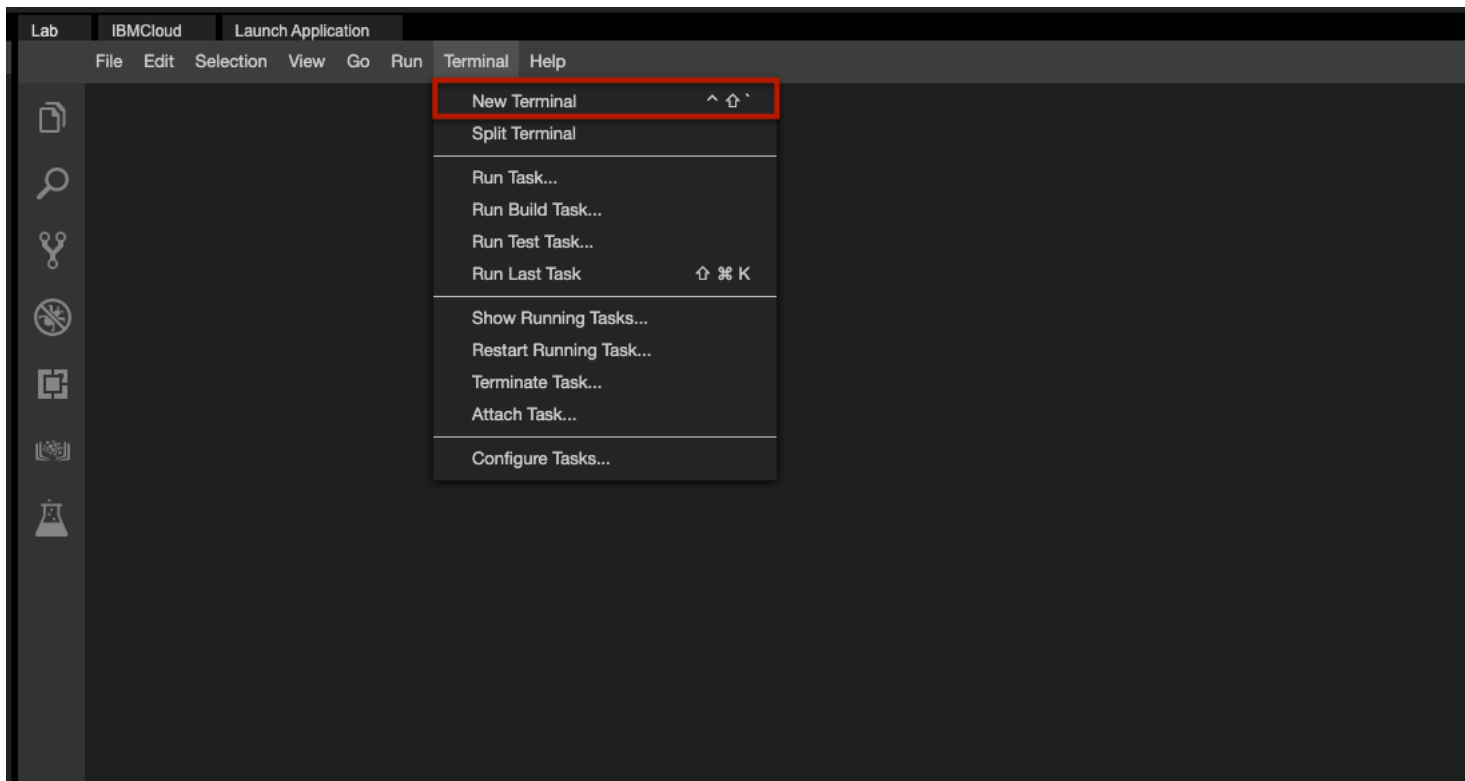 Lab IBMCloud Launch Application
File Edit Selection View Go Run Terminal Help
New Terminal ^ ⇧ `
Split Terminal
Run Task...
Run Build Task...
Run Test Task...
Run Last Task ⇧ ⌘ K
Show Running Tasks...
Restart Running Task...
Terminate Task...
Attach Task...
Configure Tasks...